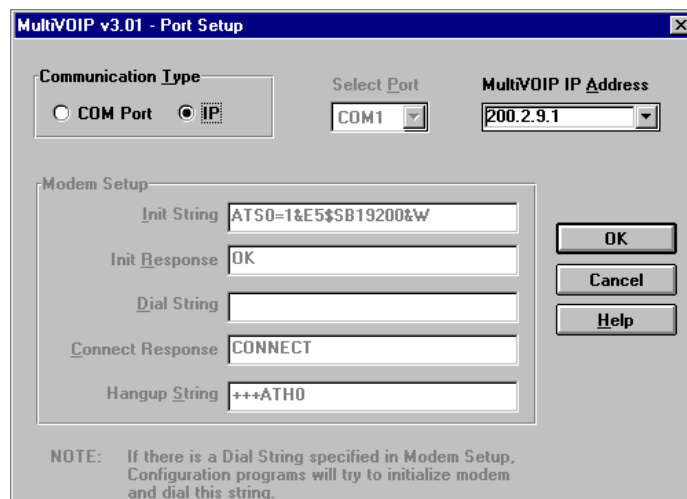 MultiVOIP v3.01 - Port Setup
Communication Type
COM Port IP
Select Port
COM1
MultiVOIP IP Address
200.2.9.1
Modem Setup
Init String ATS0=1&E5$SB19200&W
Init Response OK
Dial String
Connect Response CONNECT
Hangup String +++ATH0
OK
Cancel
Help
NOTE: If there is a Dial String specified in Modem Setup,
Configuration programs will try to initialize modem
and dial this string.